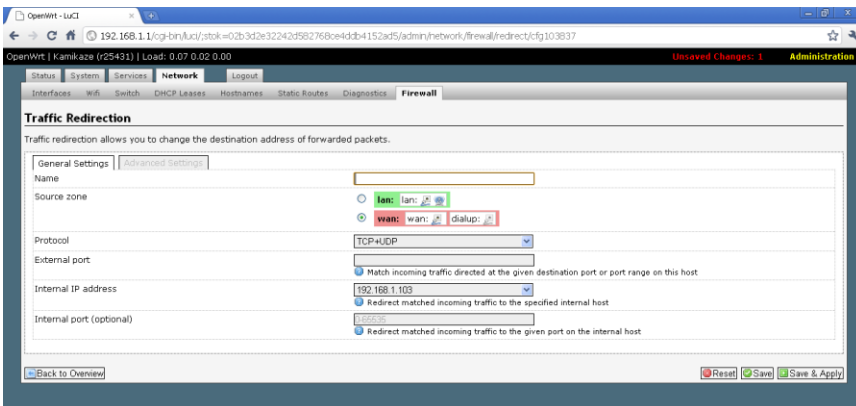 OpenWrt - LuCI
192.168.1.1/cgi-bin/luci/;stok=02b3d2e32242d582768ce4ddb4152ad5/admin/network/firewall/redirect/cfg103837
OpenWrt | Kamikaze (r25431) | Load: 0.07 0.02 0.00 Unsaved Changes: 1 Administration
Status System Services Network Logout
Interfaces Wifi Switch DHCP Leases Hostnames Static Routes Diagnostics Firewall
Traffic Redirection
Traffic redirection allows you to change the destination address of forwarded packets.
General Settings Advanced Settings
Name
Source zone lan: lan:
wan: wan: dialup:
Protocol TCP+UDP
External port
Match incoming traffic directed at the given destination port or port range on this host
Internal IP address 192.168.1.103
Redirect matched incoming traffic to the specified internal host
Internal port (optional) 0-65535
Redirect matched incoming traffic to the given port on the internal host
Back to Overview Reset Save Save & Apply